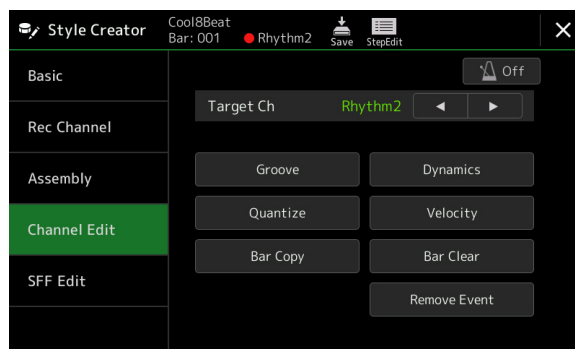 Style Creator
Cool8Beat
Bar: 001
Rhythm2
Save
StepEdit
Basic
Off
Target Ch
Rhythm2
Rec Channel
Assembly
Groove
Dynamics
Channel Edit
Quantize
Velocity
Bar Copy
Bar Clear
SFF Edit
Remove Event